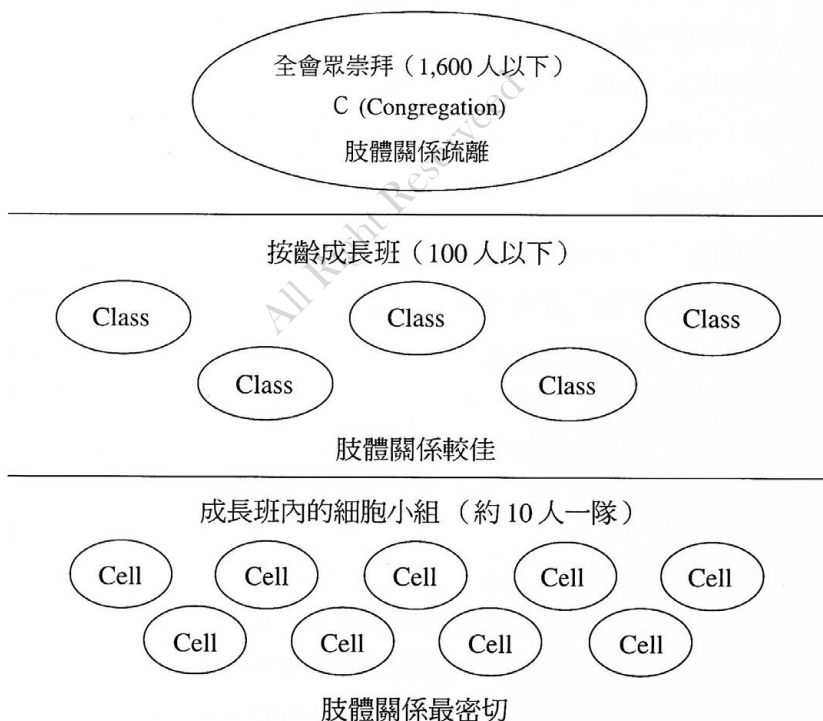 全會眾崇拜（1,600 人以下）
C (Congregation)
肢體關係疏離
All Right Reserved
按齡成長班（100 人以下）
Class Class Class
Class Class
肢體關係較佳
成長班內的細胞小組（約 10 人一隊）
Cell Cell Cell Cell Cell
Cell Cell Cell Cell
肢體關係最密切